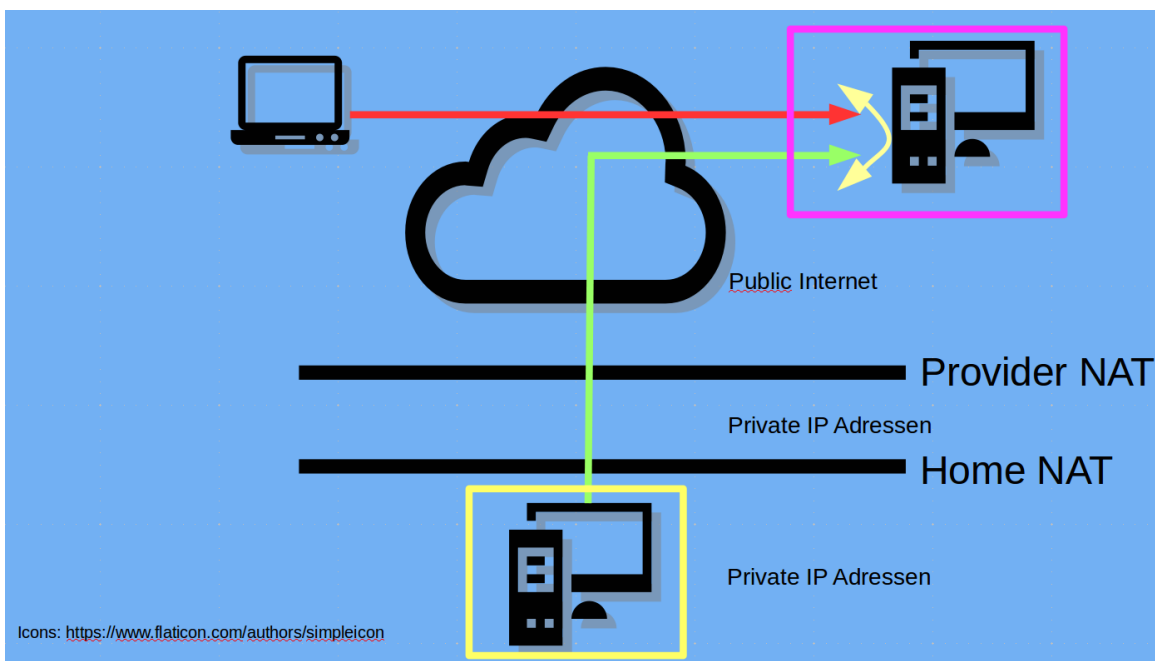 Public Internet
Provider NAT
Private IP Adressen
Home NAT
Private IP Adressen
Icons: https://www.flaticon.com/authors/simpleicon